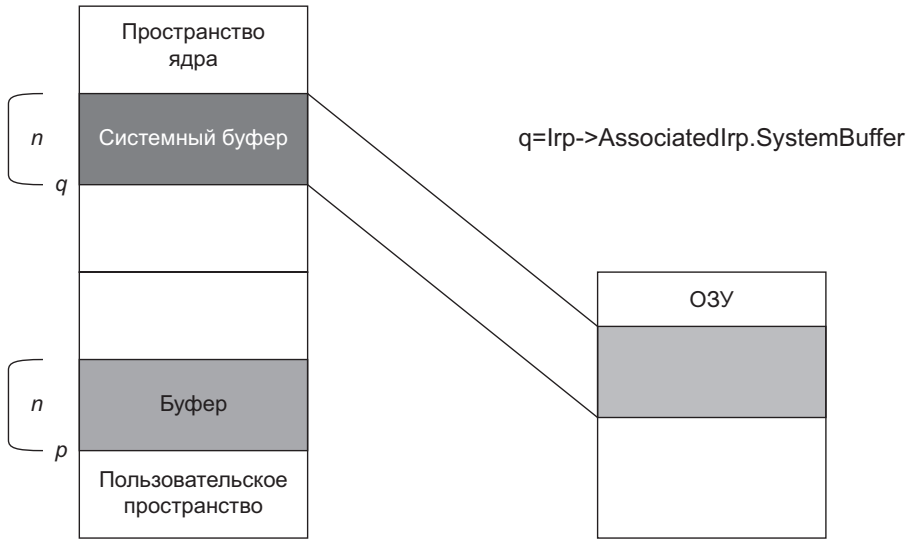 Пространство
ядра
n
Системный буфер
q=Irp->AssociatedIrp.SystemBuffer
q
ОЗУ
n
Буфер
p
Пользовательское
пространство